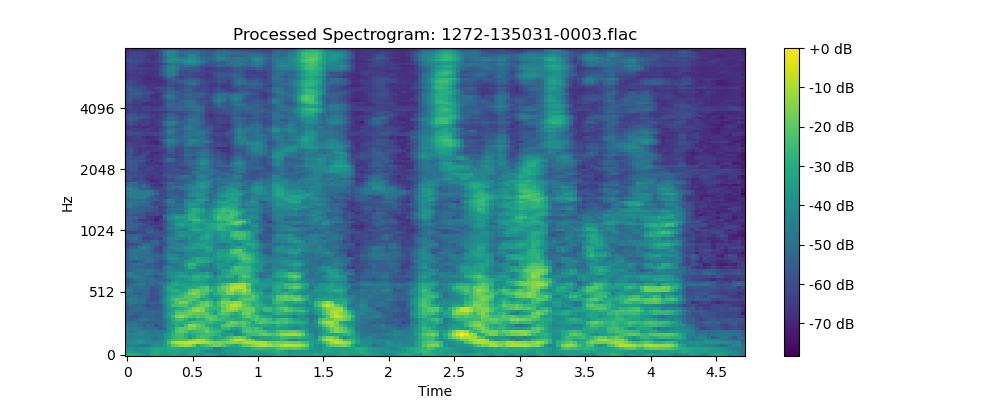 Processed Spectrogram: 1272-135031-0003.flac
Hz
4096
2048
1024
512
0
0 0.5 1 1.5 2 2.5 3 3.5 4 4.5
Time
+0 dB
-10 dB
-20 dB
-30 dB
-40 dB
-50 dB
-60 dB
-70 dB